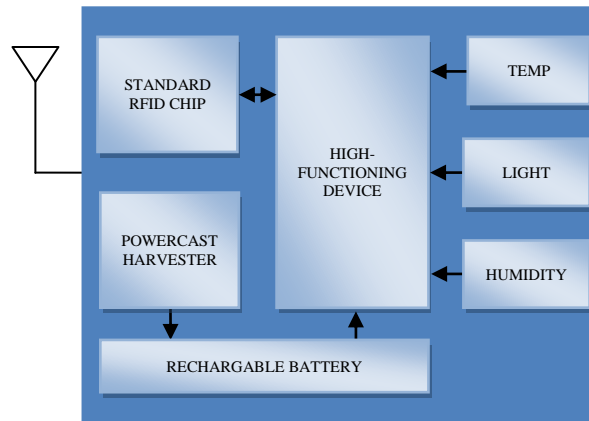 STANDARD
RFID CHIP
HIGH-
FUNCTIONING
DEVICE
TEMP
LIGHT
HUMIDITY
POWERCAST
HARVESTER
RECHARGABLE BATTERY